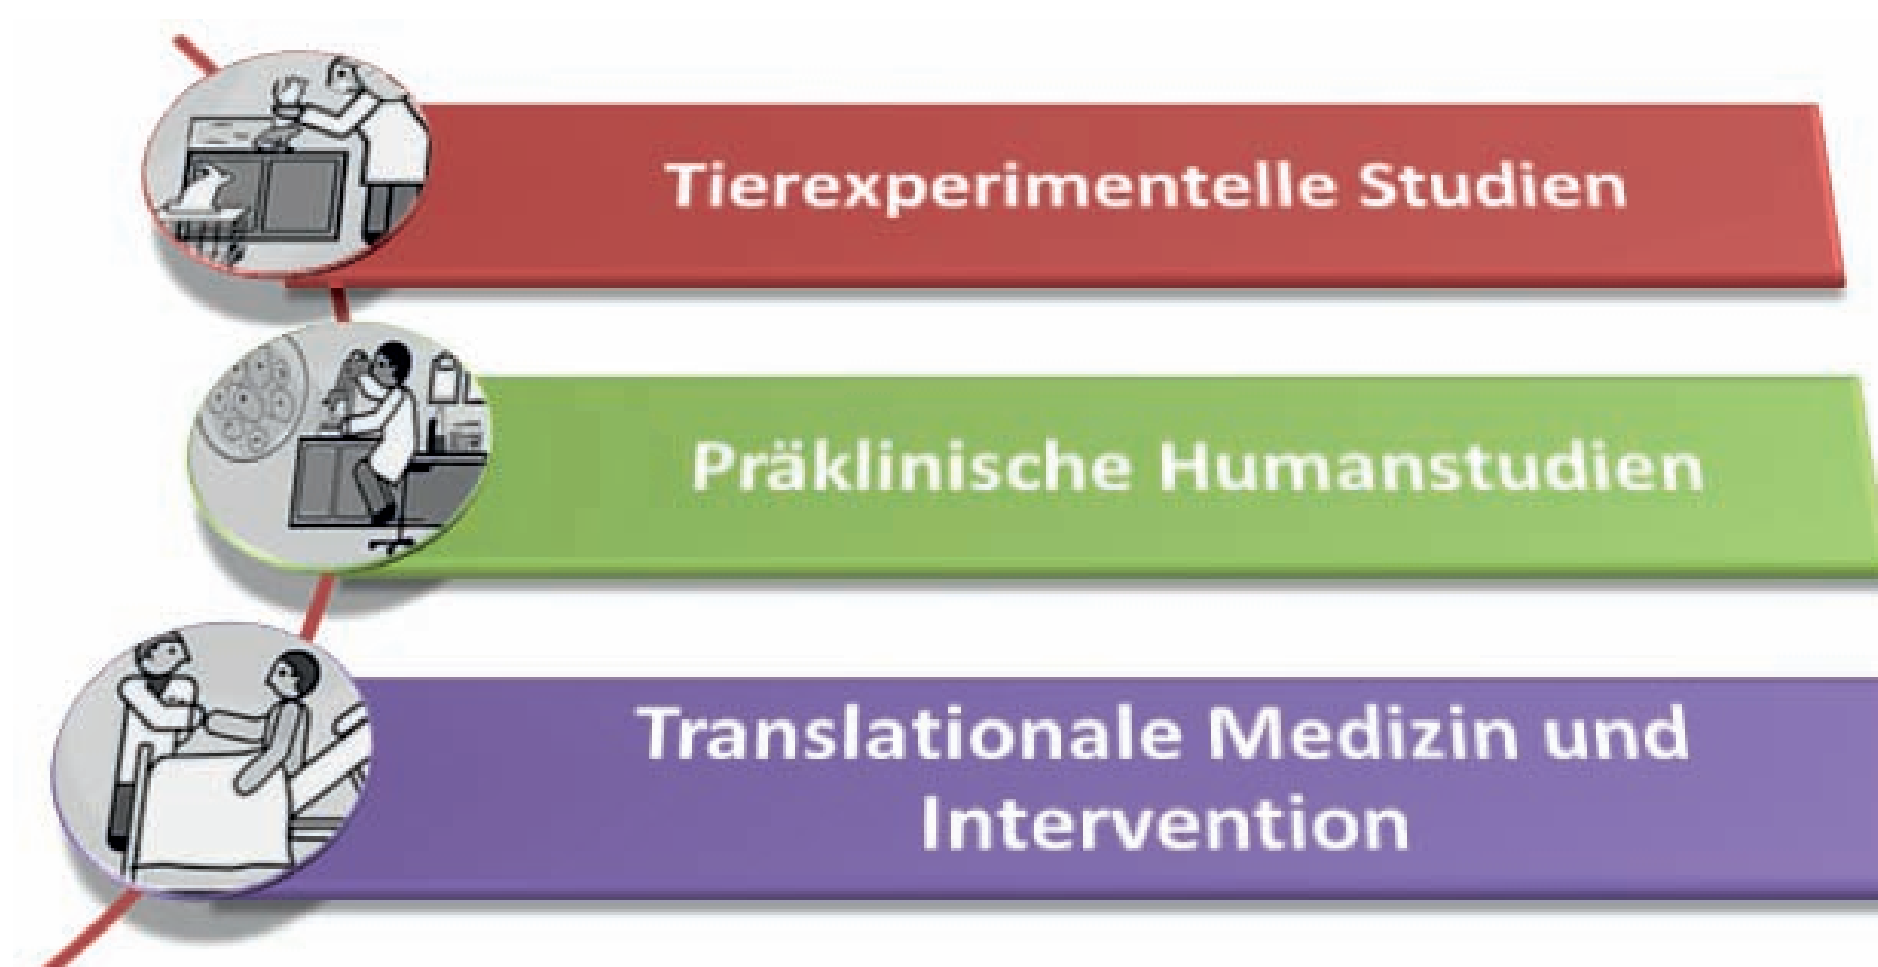 Tierexperimentelle Studien
Präklinische Humanstudien
Translationale Medizin und
Intervention